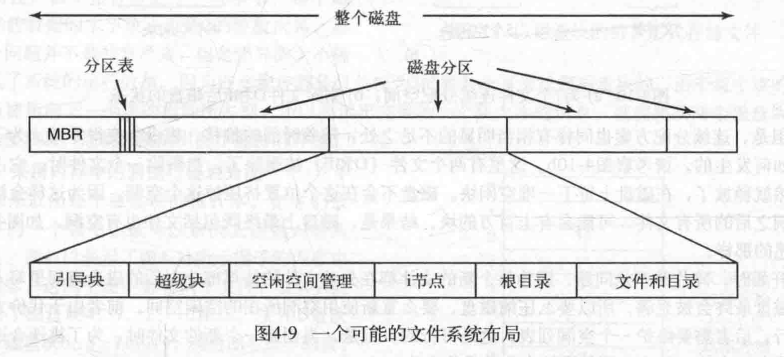 整个磁盘
分区表
磁盘分区
MBR
引导块 超级块 空闲空间管理 i节点 根目录 文件和目录
图4-9 一个可能的文件系统布局